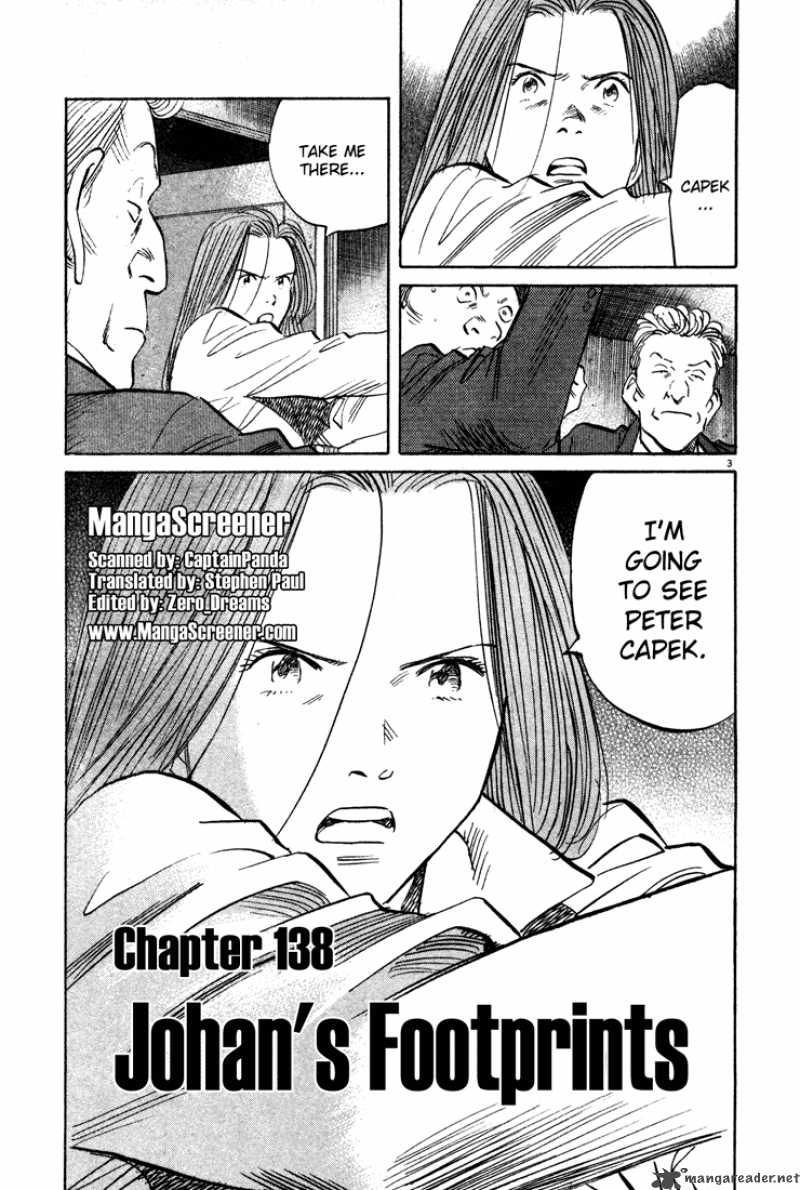 CAPEK
...
TAKE ME
THERE...
3
MangaScreener
Scanned by: CaptainPanda
Translated by: Stephen Paul
Edited by: Zero_Dreams
www.MangaScreener.com
I'M
GOING
TO SEE
PETER
CAPEK.
Chapter 138
Johan's Footprints
mangareader.net